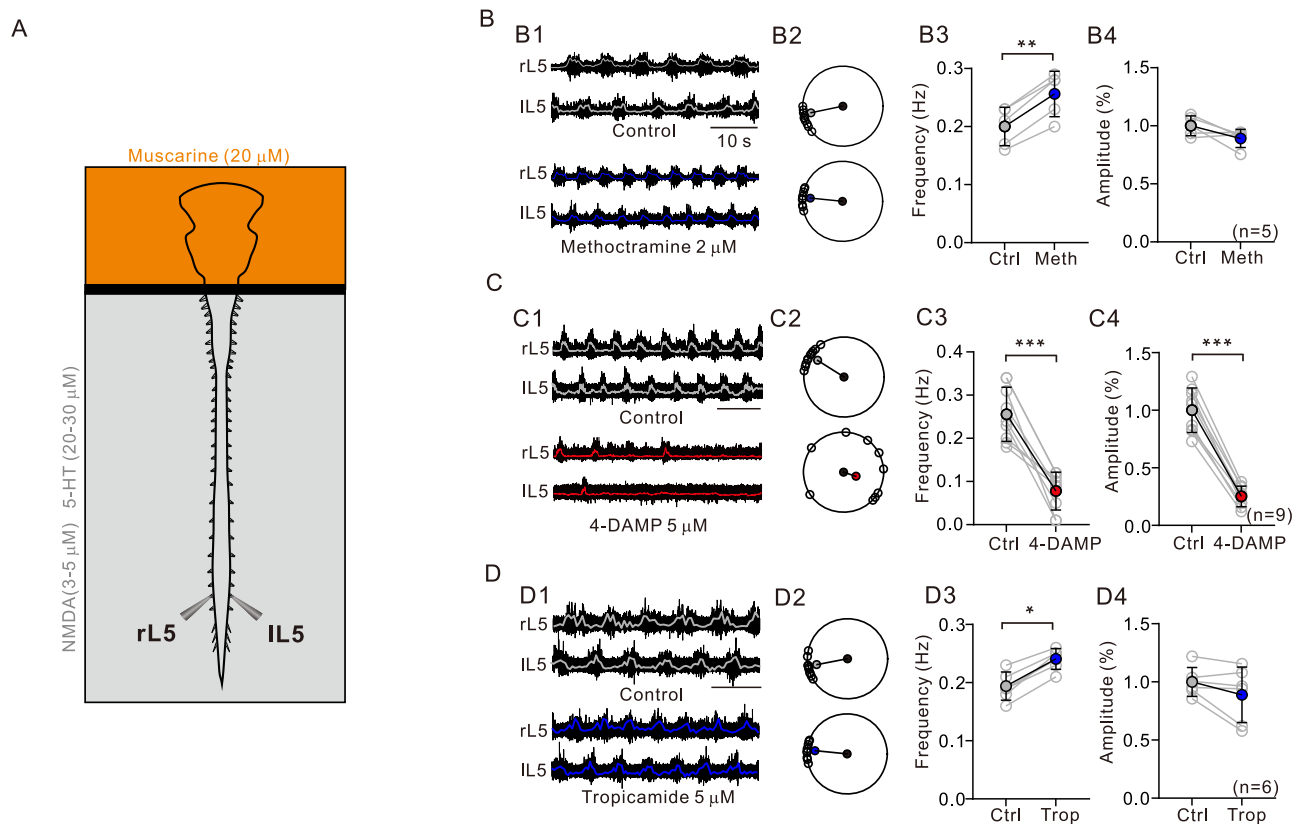 A
Muscarine (20 μM)
NMDA(3-5 μM) 5-HT (20-30 μM)
rL5
lL5
B
B1
rL5
lL5
Control
10 s
rL5
lL5
Methoctramine 2 μM
B2
B3
**
Frequency (Hz)
0.3
0.2
0.1
0.0
Ctrl Meth
B4
Amplitude (%)
1.5
1.0
0.5
0.0
(n=5)
Ctrl Meth
C
C1
rL5
lL5
Control
rL5
lL5
4-DAMP 5 μM
C2
C3
***
Frequency (Hz)
0.4
0.3
0.2
0.1
0.0
Ctrl 4-DAMP
C4
***
Amplitude (%)
1.5
1.0
0.5
0.0
(n=9)
Ctrl 4-DAMP
D
D1
rL5
lL5
Control
rL5
lL5
Tropicamide 5 μM
D2
D3
*
Frequency (Hz)
0.3
0.2
0.1
0.0
Ctrl Trop
D4
Amplitude (%)
1.5
1.0
0.5
0.0
(n=6)
Ctrl Trop